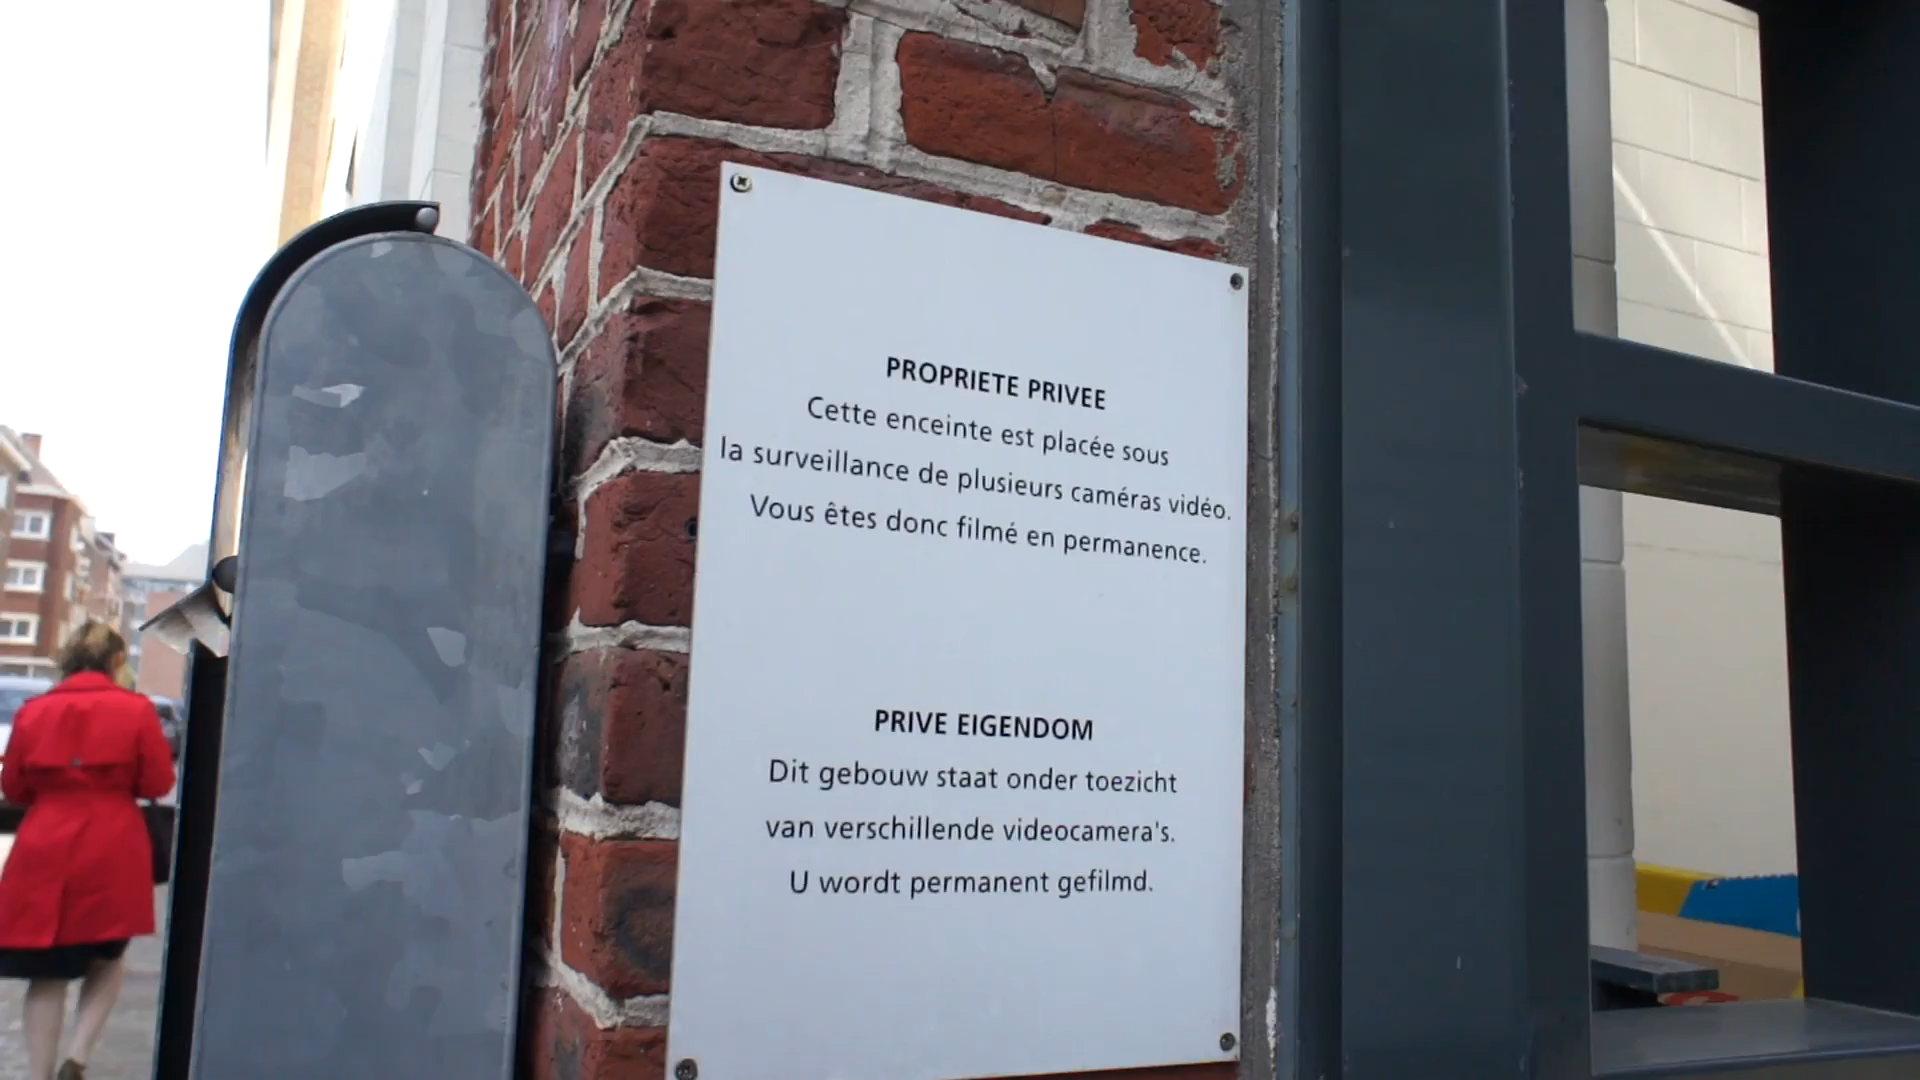 PROPRIETE PRIVEE
Cette enceinte est placée sous
la surveillance de plusieurs caméras vidéo.
Vous êtes donc filmé en permanence.
PRIVE EIGENDOM
Dit gebouw staat onder toezicht
van verschillende videocamera's.
U wordt permanent gefilmd.